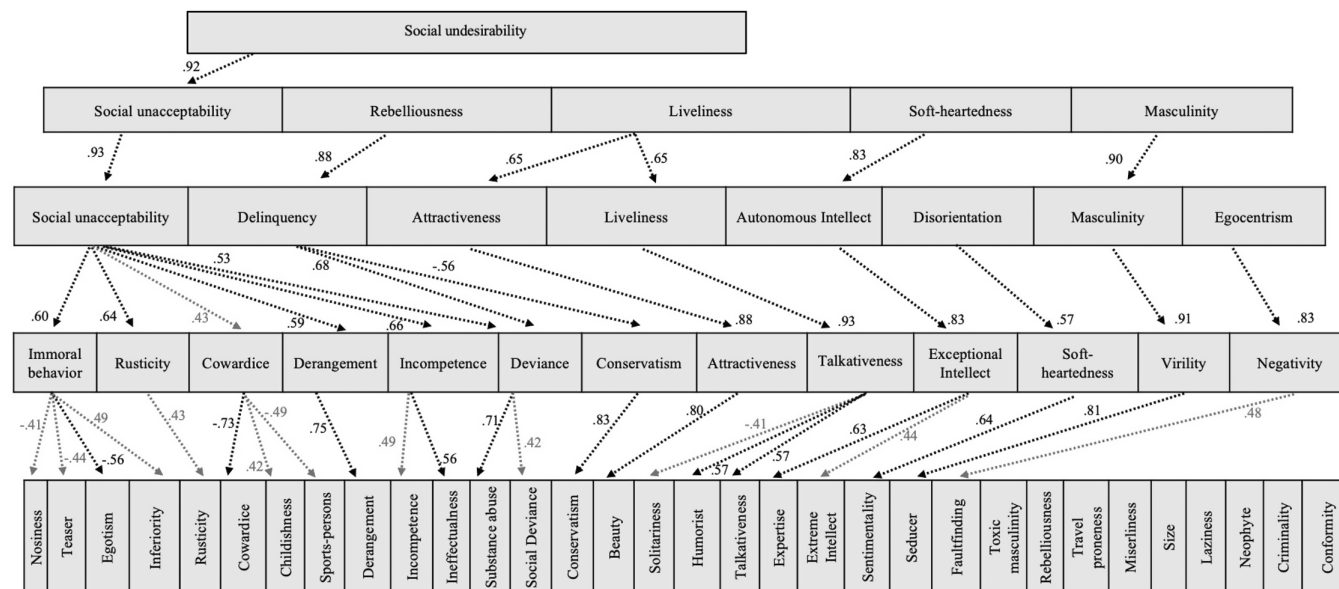 Social undesirability
.92
Social unacceptability
Rebelliousness
Liveliness
Soft-heartedness
Masculinity
.93
.88
.65
.65
.83
.90
Social unacceptability
Delinquency
Attractiveness
Liveliness
Autonomous Intellect
Disorientation
Masculinity
Egocentrism
.60
.64
.43
.59
.53
.66
.68
-.56
.88
.93
.83
.57
.91
.83
Immoral
behavior
Rusticity
Cowardice
Derangement
Incompetence
Deviance
Conservatism
Attractiveness
Talkativeness
Exceptional
Intellect
Soft-
heartedness
Virility
Negativity
-.41
-.44
-.56
.49
.43
-.73
.42
-.49
.75
.49
.56
.71
.42
.83
.80
-.41
.57
.57
.63
.44
.64
.81
.48
Nosiness
Teaser
Egotism
Inferiority
Rusticity
Cowardice
Childishness
Sports-persons
Derangement
Incompetence
Ineffectualness
Substance abuse
Social Deviance
Conservatism
Beauty
Solitariness
Humorist
Talkativeness
Expertise
Extreme
Intellect
Sentimentality
Seducer
Faultfinding
Toxic
masculinity
Rebelliousness
Travel
proneness
Miserliness
Size
Laziness
Neophyte
Criminality
Conformity